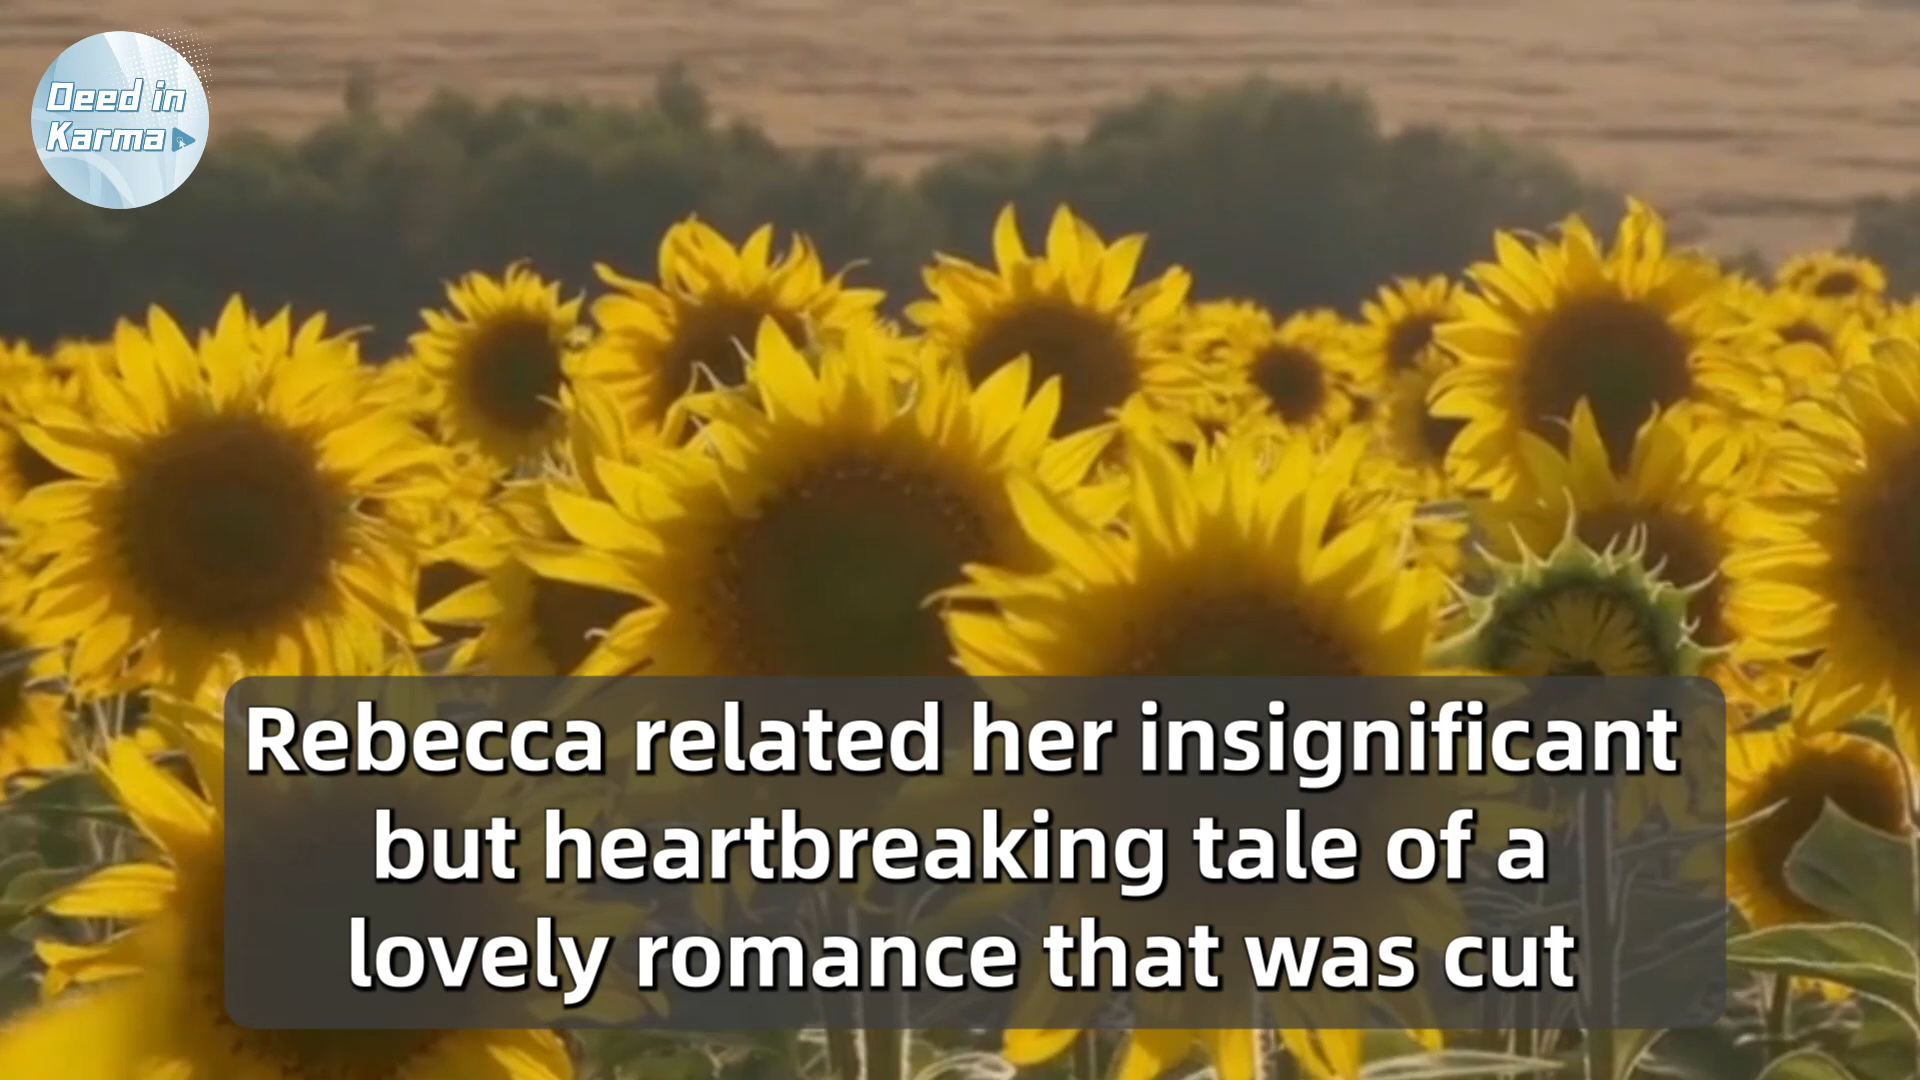 Deed in
Karma
Rebecca related her insignificant
but heartbreaking tale of a
lovely romance that was cut